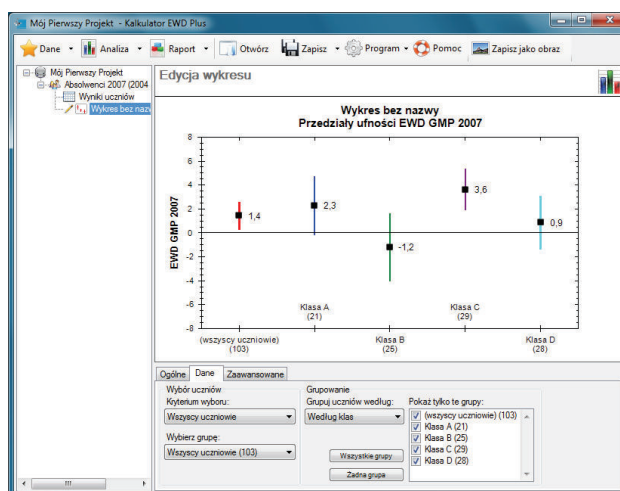 Mój Pierwszy Projekt - Kalkulator EWD Plus
Dane Analiza Raport Otwórz Zapisz Program Pomoc Zapisz jako obraz
Mój Pierwszy Projekt
Absolwenci 2007 (2004
Wyniki uczniów
Wykres bez nazw
Edycja wykresu
Wykres bez nazwy
Przedziały ufności EWD GMP 2007
EWD GMP 2007
8
6
4
2
0
-2
-4
-6
-8
1,4
2,3
-1,2
3,6
0,9
Klasa A
(21)
Klasa C
(29)
(wszyscy uczniowie)
(103)
Klasa B
(25)
Klasa D
(28)
Ogólne Dane Zaawansowane
Wybór uczniów
Kryterium wyboru:
Wszyscy uczniowie
Wybierz grupę:
Wszyscy uczniowie (103)
Grupowanie
Grupuj uczniów według:
Według klas
Wszystkie grupy
Żadna grupa
Pokaż tylko te grupy:
(wszyscy uczniowie) (103)
Klasa A (21)
Klasa B (25)
Klasa C (29)
Klasa D (28)